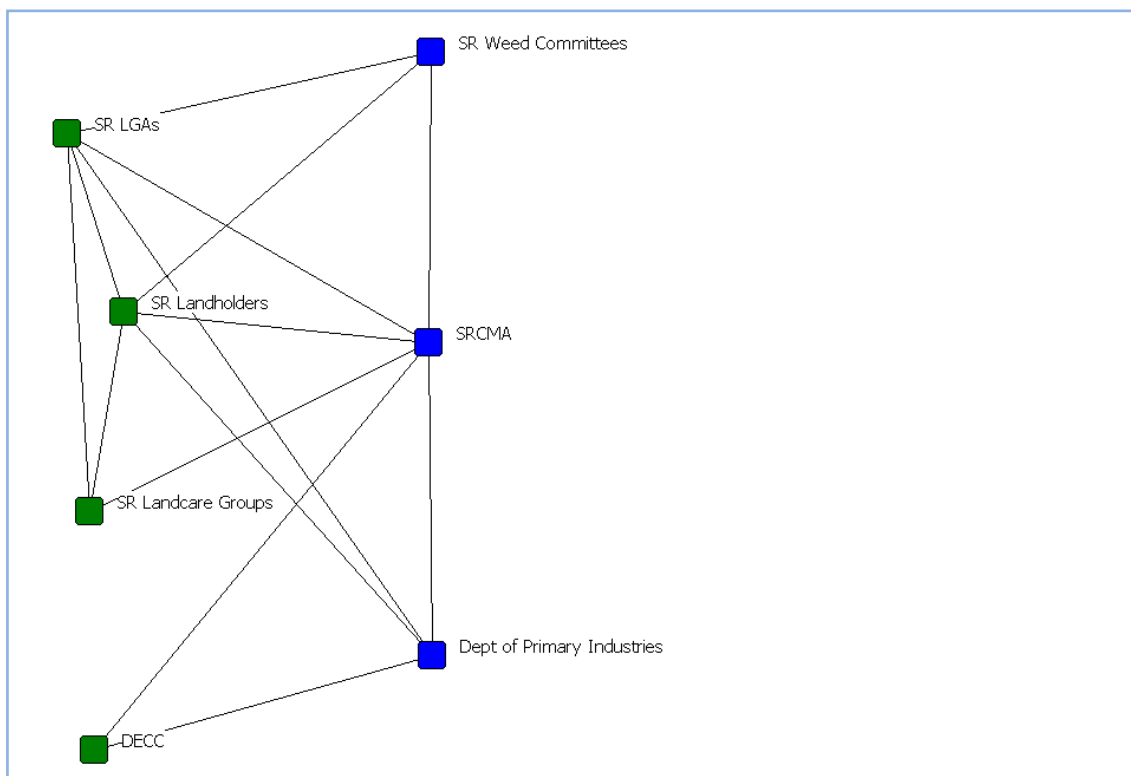 SR Weed Committees
SR LGAs
SR Landholders
SRCMA
SR Landcare Groups
Dept of Primary Industries
DECC